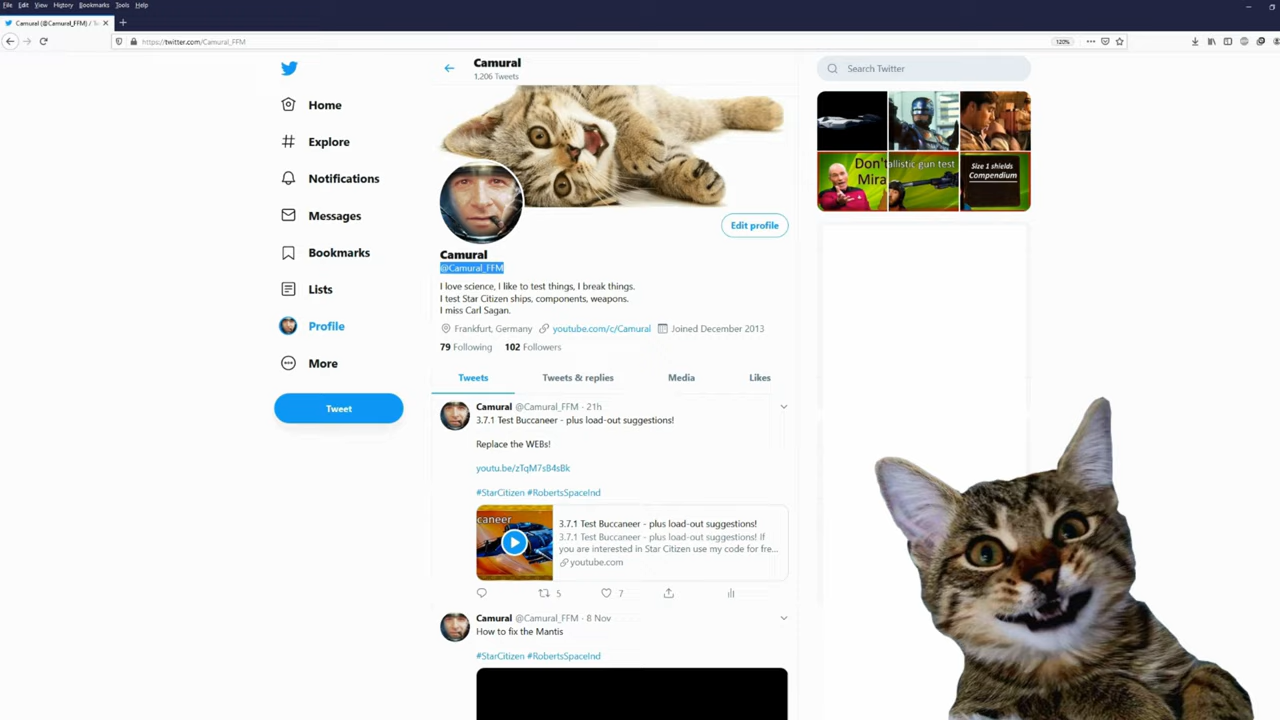 File Edit View History Bookmarks Tools Help
Camural (@Camural_FFM) / Tw
https://twitter.com/Camural_FFM
120%
Camural
1,206 Tweets
Search Twitter
Home
Explore
Notifications
Messages
Bookmarks
Lists
Profile
More
Tweet
Don't
Mira
allistic gun test
Size 1 shields
Compendium
Edit profile
Camural
@Camural_FFM
I love science, I like to test things, I break things.
I test Star Citizen ships, components, weapons.
I miss Carl Sagan.
Frankfurt, Germany youtube.com/c/Camural Joined December 2013
79 Following 102 Followers
Tweets Tweets & replies Media Likes
Camural @Camural_FFM · 21h
3.7.1 Test Buccaneer - plus load-out suggestions!
Replace the WEBs!
youtu.be/zTqM7sB4sBk
#StarCitizen #RobertsSpaceInd
caneer
3.7.1 Test Buccaneer - plus load-out suggestions!
3.7.1 Test Buccaneer - plus load-out suggestions! If
you are interested in Star Citizen use my code for fre...
youtube.com
5 7
Camural @Camural_FFM · 8 Nov
How to fix the Mantis
#StarCitizen #RobertsSpaceInd